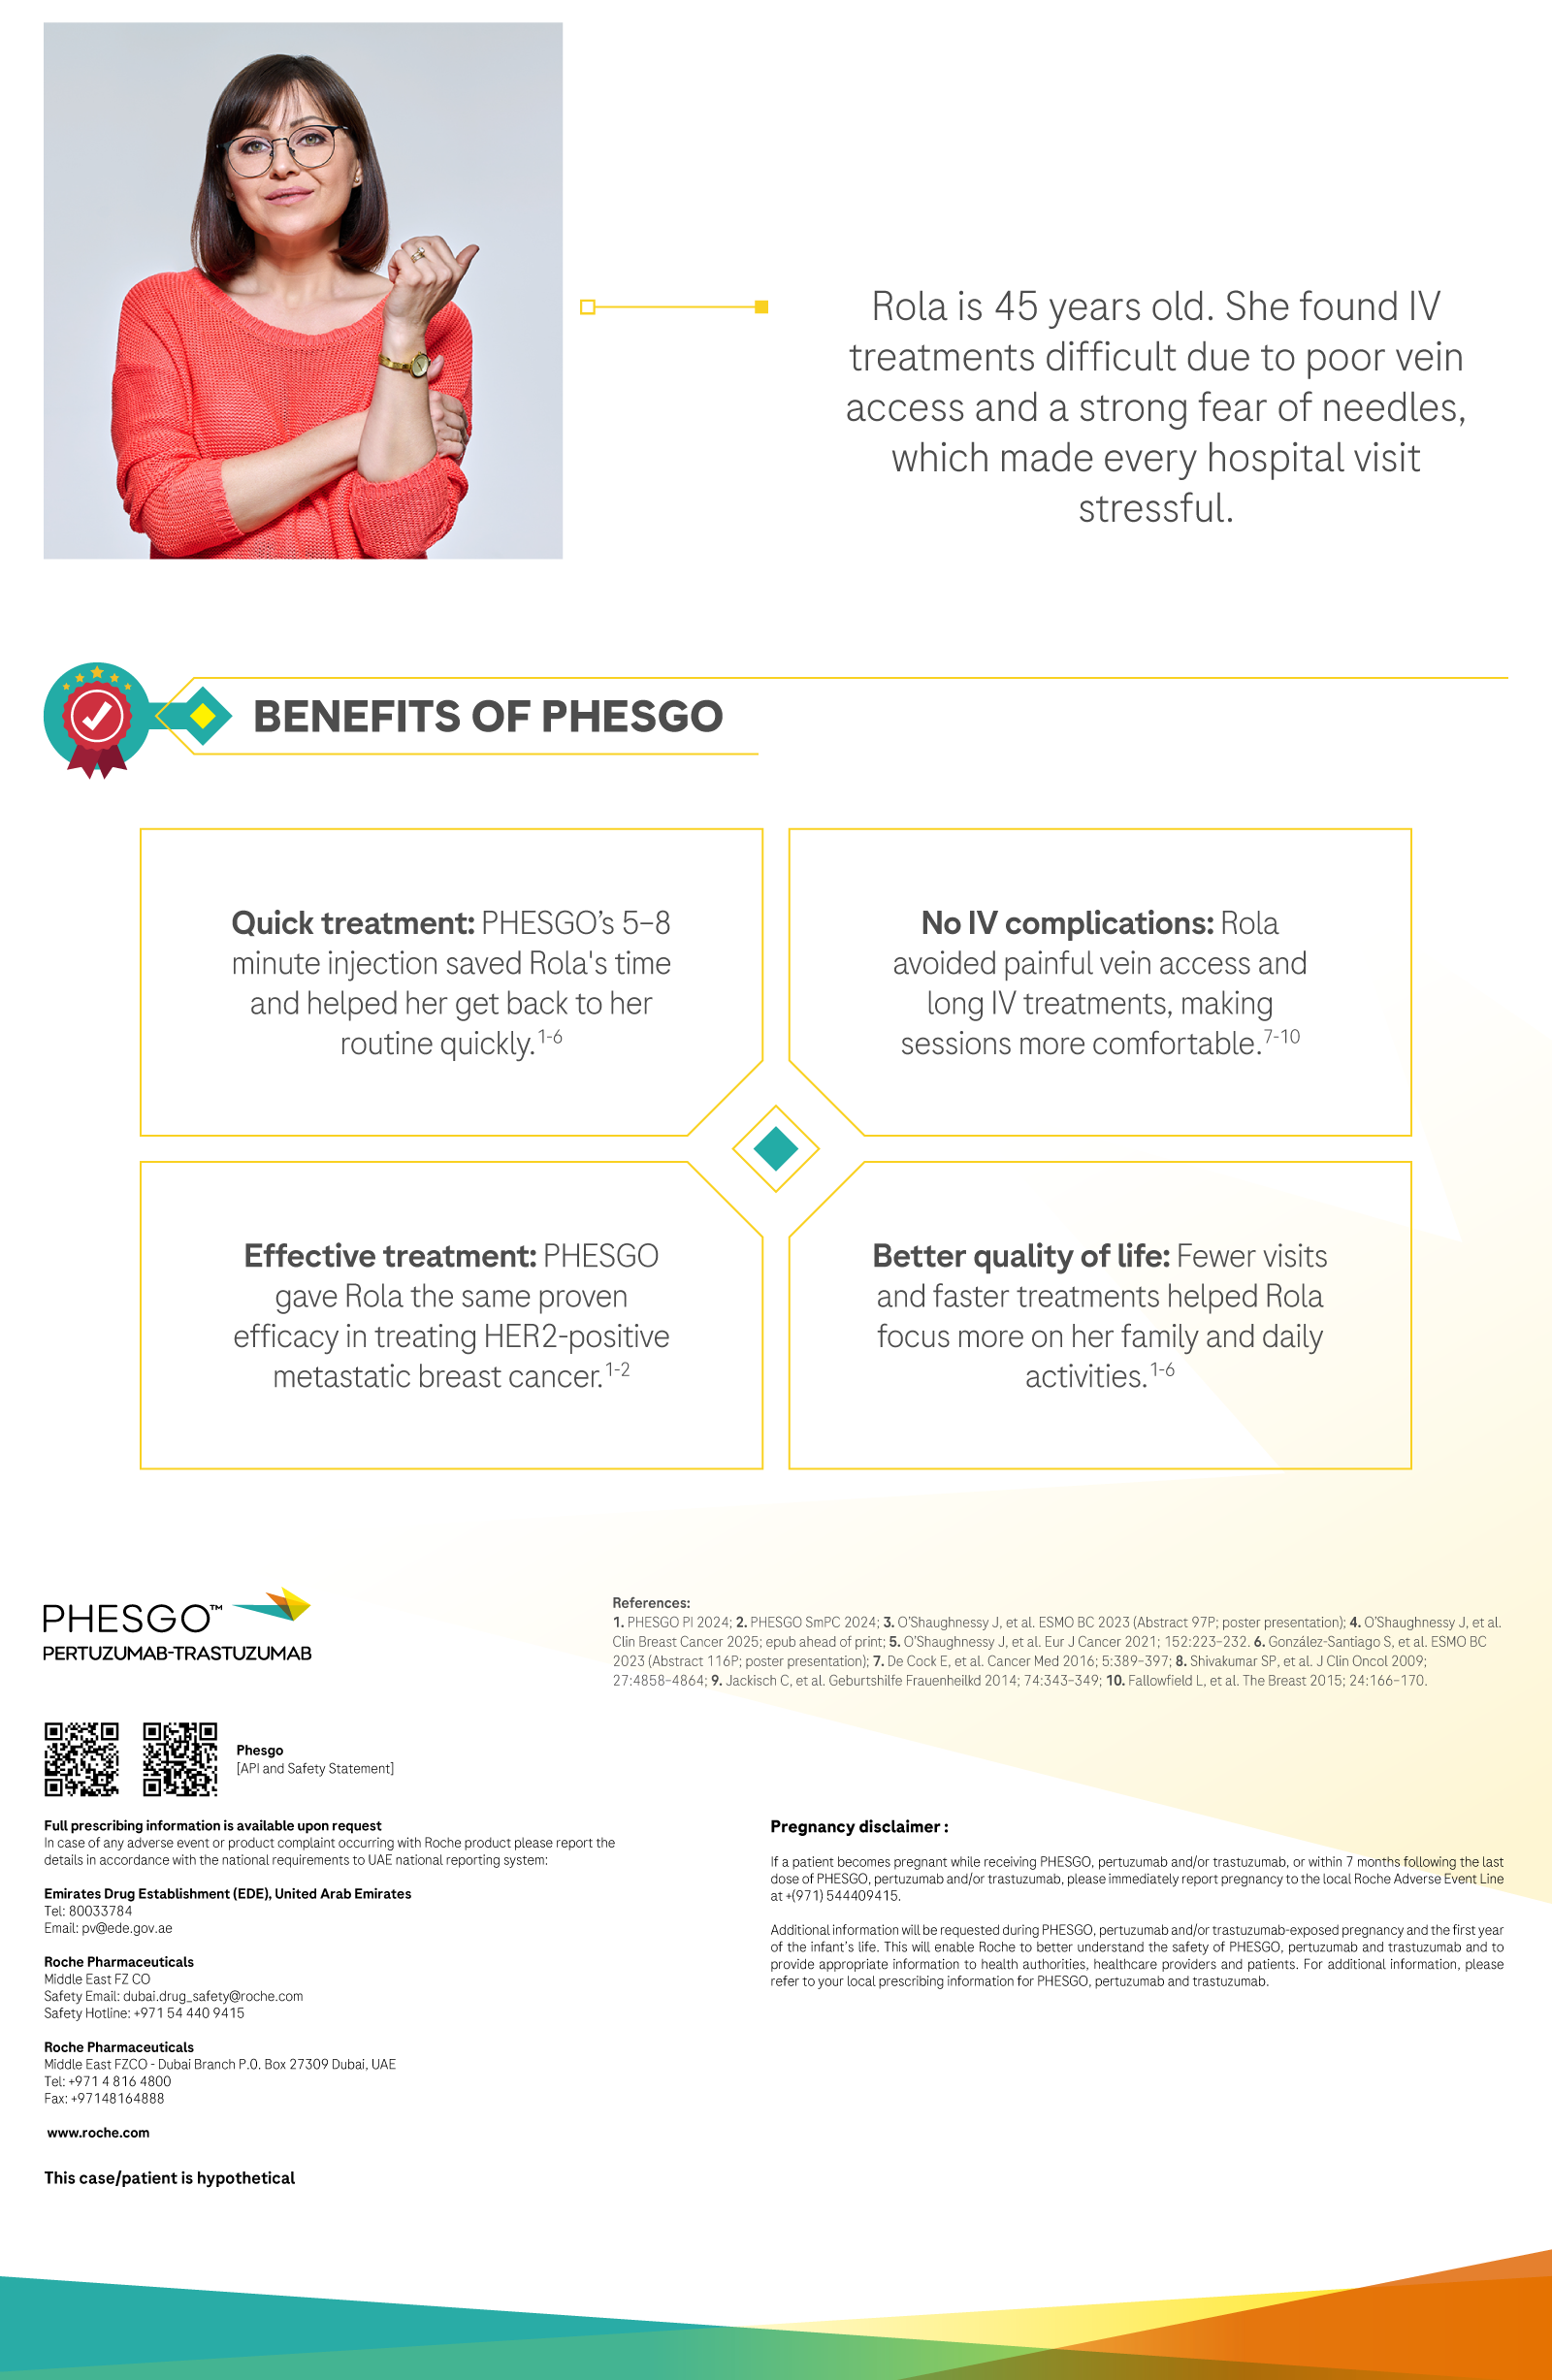 Rola is 45 years old. She found IV
treatments difficult due to poor vein
access and a strong fear of needles,
which made every hospital visit
stressful.
BENEFITS OF PHESGO
Quick treatment: PHESGO’s 5–8
minute injection saved Rola's time
and helped her get back to her
routine quickly.1-6
No IV complications: Rola
avoided painful vein access and
long IV treatments, making
sessions more comfortable.7-10
Effective treatment: PHESGO
gave Rola the same proven
efficacy in treating HER2-positive
metastatic breast cancer.1-2
Better quality of life: Fewer visits
and faster treatments helped Rola
focus more on her family and daily
activities.1-6
PHESGO™
PERTUZUMAB-TRASTUZUMAB
References:
1. PHESGO PI 2024; 2. PHESGO SmPC 2024; 3. O’Shaughnessy J, et al. ESMO BC 2023 (Abstract 97P; poster presentation); 4. O’Shaughnessy J, et al.
Clin Breast Cancer 2025; epub ahead of print; 5. O’Shaughnessy J, et al. Eur J Cancer 2021; 152:223–232. 6. González-Santiago S, et al. ESMO BC
2023 (Abstract 116P; poster presentation); 7. De Cock E, et al. Cancer Med 2016; 5:389–397; 8. Shivakumar SP, et al. J Clin Oncol 2009;
27:4858–4864; 9. Jackisch C, et al. Geburtshilfe Frauenheilkd 2014; 74:343–349; 10. Fallowfield L, et al. The Breast 2015; 24:166–170.
Phesgo
[API and Safety Statement]
Full prescribing information is available upon request
In case of any adverse event or product complaint occurring with Roche product please report the
details in accordance with the national requirements to UAE national reporting system:
Emirates Drug Establishment (EDE), United Arab Emirates
Tel: 80033784
Email: pv@ede.gov.ae
Roche Pharmaceuticals
Middle East FZ CO
Safety Email: dubai.drug_safety@roche.com
Safety Hotline: +971 54 440 9415
Roche Pharmaceuticals
Middle East FZCO - Dubai Branch P.O. Box 27309 Dubai, UAE
Tel: +971 4 816 4800
Fax: +97148164888
www.roche.com
This case/patient is hypothetical
Pregnancy disclaimer :
If a patient becomes pregnant while receiving PHESGO, pertuzumab and/or trastuzumab, or within 7 months following the last
dose of PHESGO, pertuzumab and/or trastuzumab, please immediately report pregnancy to the local Roche Adverse Event Line
at +(971) 544409415.
Additional information will be requested during PHESGO, pertuzumab and/or trastuzumab-exposed pregnancy and the first year
of the infant’s life. This will enable Roche to better understand the safety of PHESGO, pertuzumab and trastuzumab and to
provide appropriate information to health authorities, healthcare providers and patients. For additional information, please
refer to your local prescribing information for PHESGO, pertuzumab and trastuzumab.